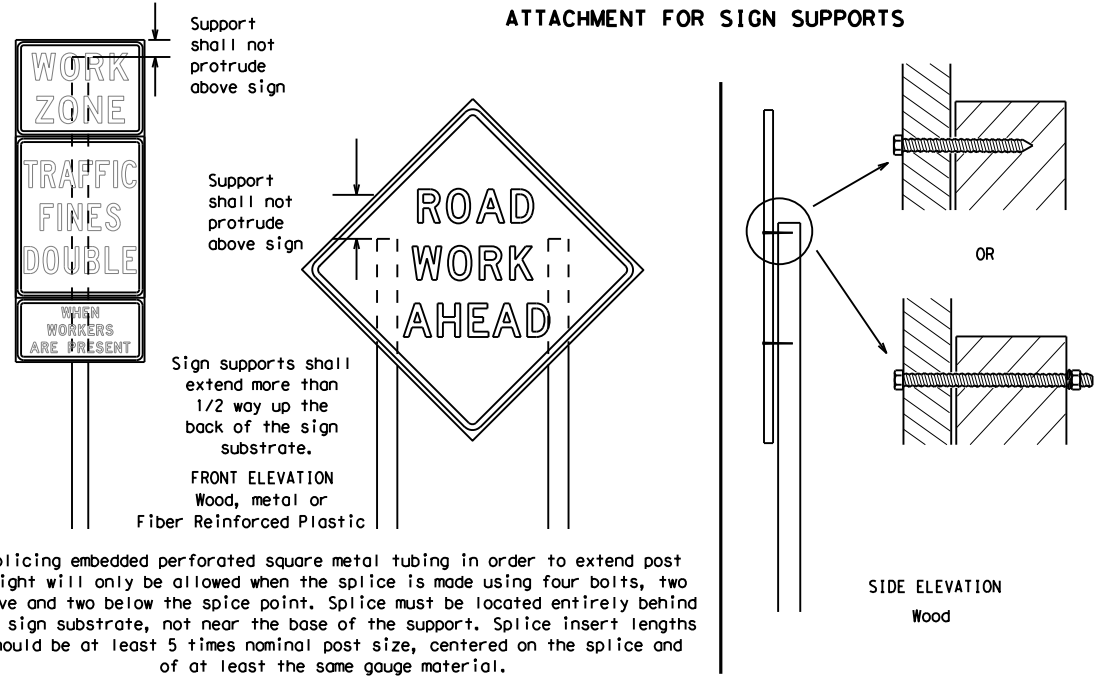 ATTACHMENT FOR SIGN SUPPORTS
Support
shall not
protrude
above sign
WORK
ZONE
TRAFFIC
FINES
DOUBLE
WHEN
WORKERS
ARE PRESENT
Support
shall not
protrude
above sign
ROAD
WORK
AHEAD
Sign supports shall
extend more than
1/2 way up the
back of the sign
substrate.
FRONT ELEVATION
Wood, metal or
Fiber Reinforced Plastic
OR
SIDE ELEVATION
Wood
embedded perforated square metal tubing in order to extend post
will only be allowed when the splice is made using four bolts, two
and two below the spice point. Splice must be located entirely behind
sign substrate, not near the base of the support. Splice insert lengths
be at least 5 times nominal post size, centered on the splice and
of at least the same gauge material.